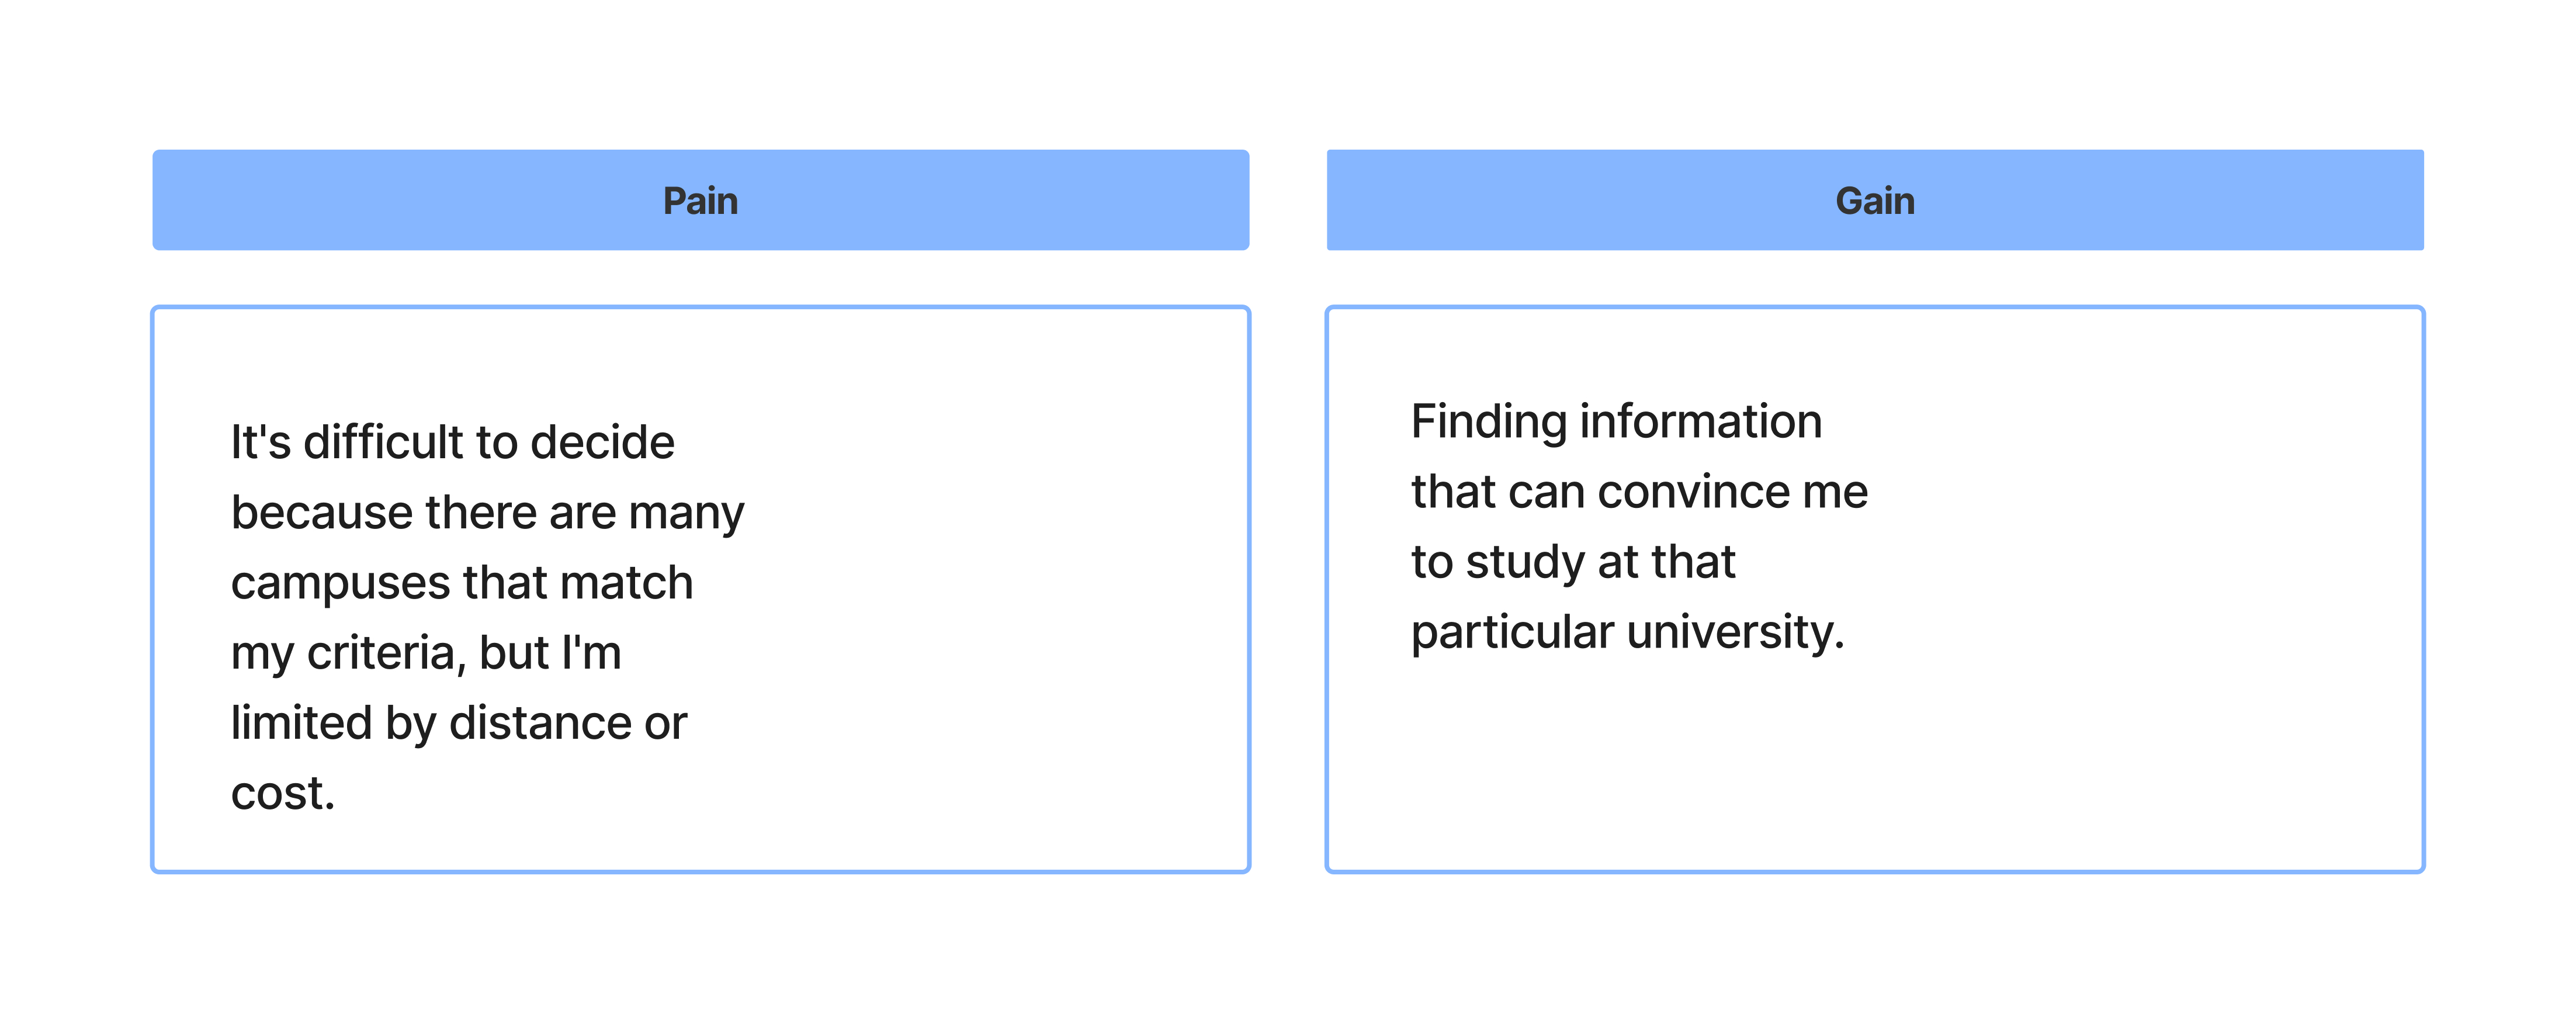 Pain
It's difficult to decide
because there are many
campuses that match
my criteria, but I'm
limited by distance or
cost.
Gain
Finding information
that can convince me
to study at that
particular university.